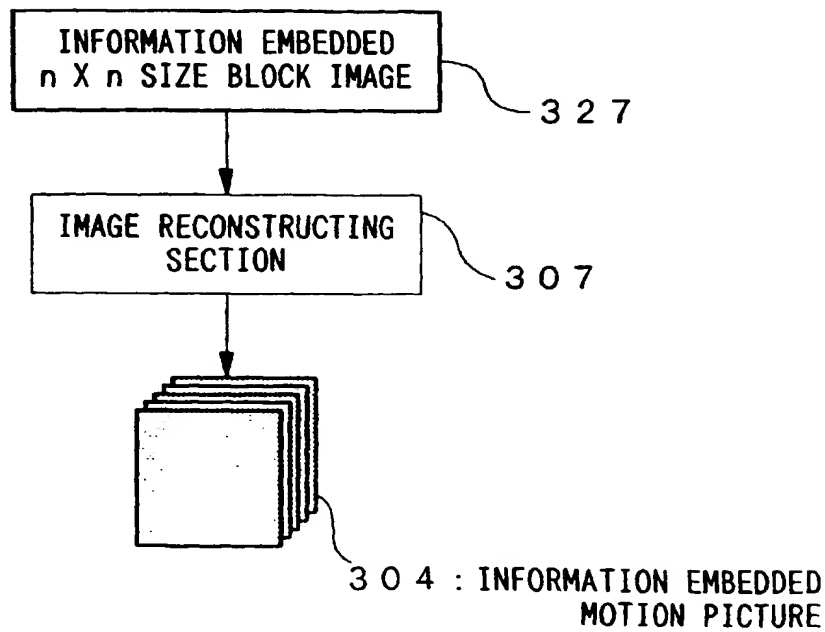 INFORMATION EMBEDDED
n X n SIZE BLOCK IMAGE
327
IMAGE RECONSTRUCTING
SECTION
307
304 : INFORMATION EMBEDDED
MOTION PICTURE